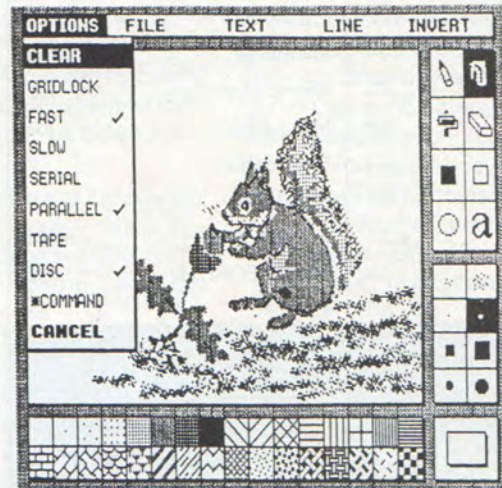 OPTIONS FILE TEXT LINE INVERT
CLEAR
GRIDLOCK
FAST ✓
SLOW
SERIAL
PARALLEL ✓
TAPE
DISC ✓
*COMMAND
CANCEL
a